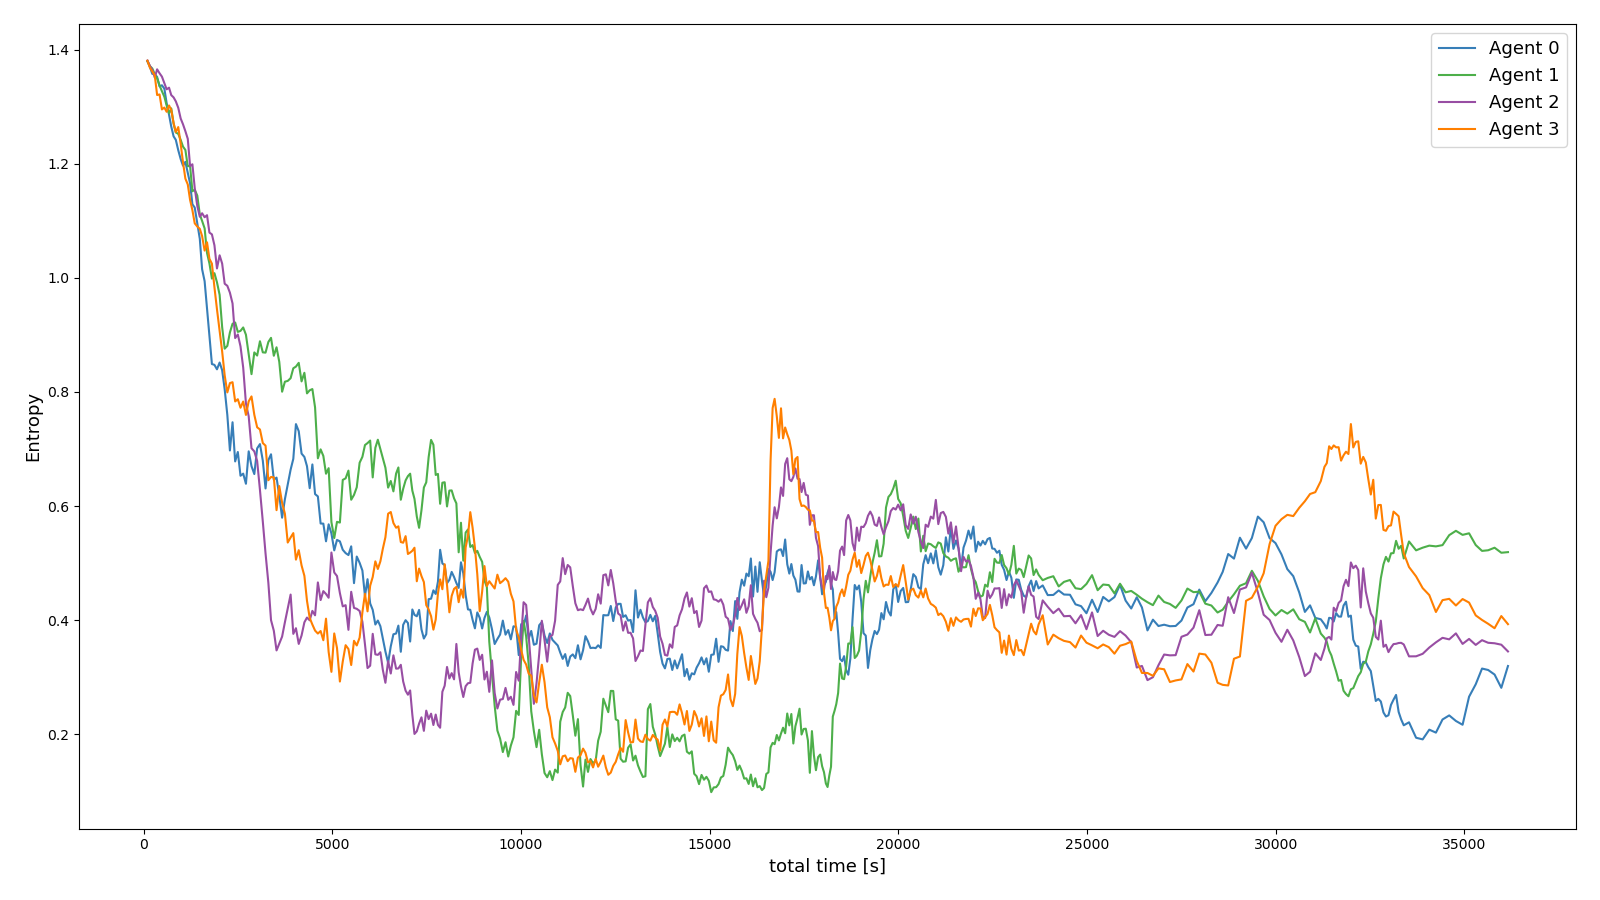 Agent 0
Agent 1
Agent 2
Agent 3
Entropy
1.4
1.2
1.0
0.8
0.6
0.4
0.2
0 5000 10000 15000 20000 25000 30000 35000
total time [s]